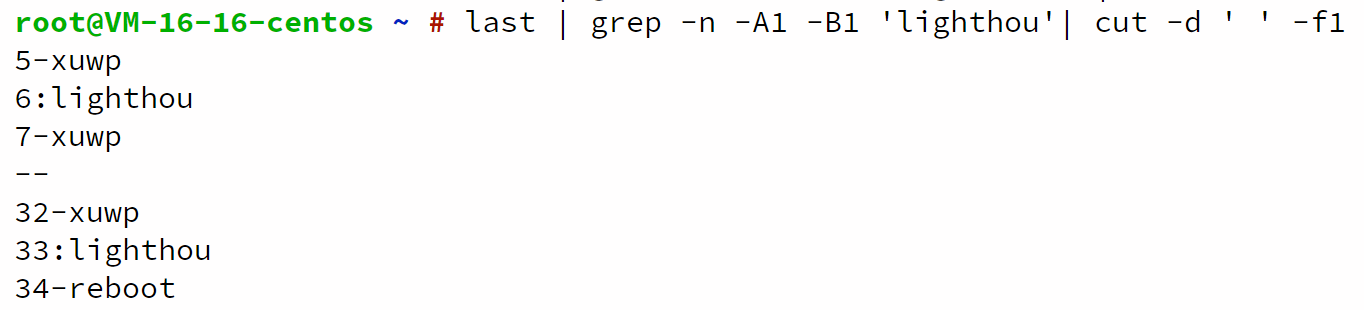 root@VM-16-16-centos ~ # last | grep -n -A1 -B1 'lighthou'| cut -d ' ' -f1
5-xuwp
6:lighthou
7-xuwp
--
32-xuwp
33:lighthou
34-reboot